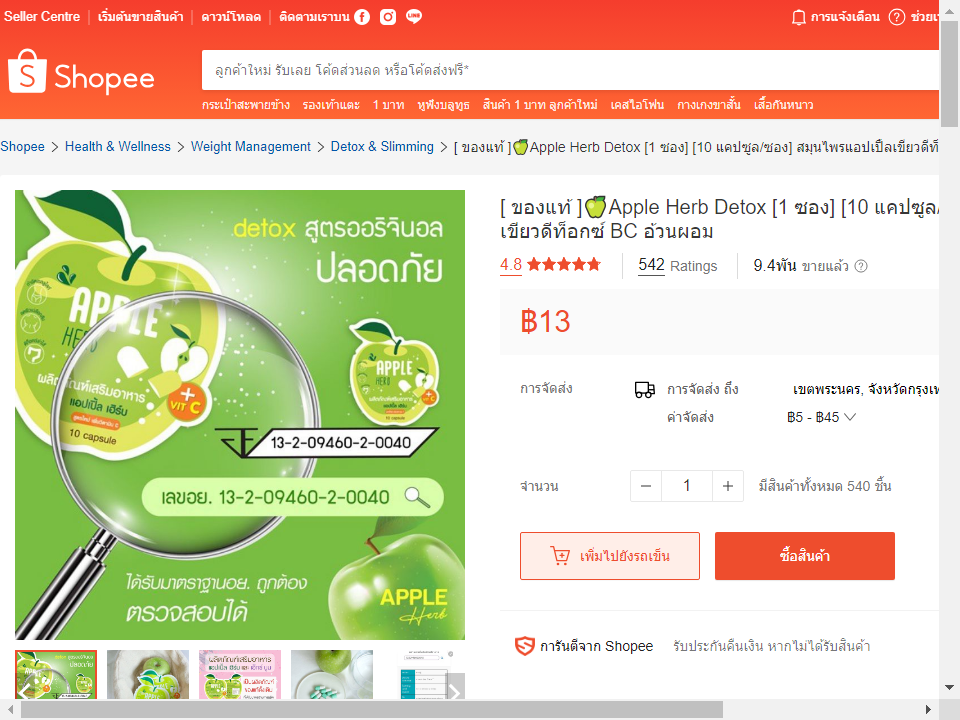 Seller Centre
เริ่มต้นขายสินค้า
ดาวน์โหลด
ติดตามเราบน
LINE
การแจ้งเตือน
Shopee
ลูกค้าใหม่ รับเลย โค้ดส่วนลด หรือโค้ดส่งฟรี*
กระเป๋าสะพายข้าง รองเท้าแตะ 1 บาท หูฟังบลูทูธ สินค้า 1 บาท ลูกค้าใหม่ เคสไอโฟน กางเกงขาสั้น เสื้อกันหนาว
Shopee > Health & Wellness > Weight Management > Detox & Slimming > [ ของแท้ ]🍏Apple Herb Detox [1 ซอง] [10 แคปซูล/ซอง] สมุนไพรแอปเปิ้ลเขียวดีท็
detox สูตรออริจินอล
ปลอดภัย
APPLE
HERB
ผลิตภัณฑ์เสริมอาหาร
แอปเปิ้ล เฮิร์บ
10 capsule
+
VIT C
APPLE
HERB
13-2-09460-2-0040
เลขอย. 13-2-09460-2-0040
ได้รับมาตราฐานอย. ถูกต้อง
ตรวจสอบได้
APPLE
Herb
[ ของแท้ ]🍏Apple Herb Detox [1 ซอง] [10 แคปซูล/
เขียวดีท็อกซ์ BC อ้วนผอม
4.8
542 Ratings
9.4พัน ขายแล้ว
฿13
การจัดส่ง
การจัดส่ง ถึง
เขตพระนคร, จังหวัดกรุงเท
ค่าจัดส่ง
฿5 - ฿45
จำนวน
− 1 +
มีสินค้าทั้งหมด 540 ชิ้น
เพิ่มไปยังรถเข็น
ซื้อสินค้า
การันตีจาก Shopee
รับประกันคืนเงิน หากไม่ได้รับสินค้า